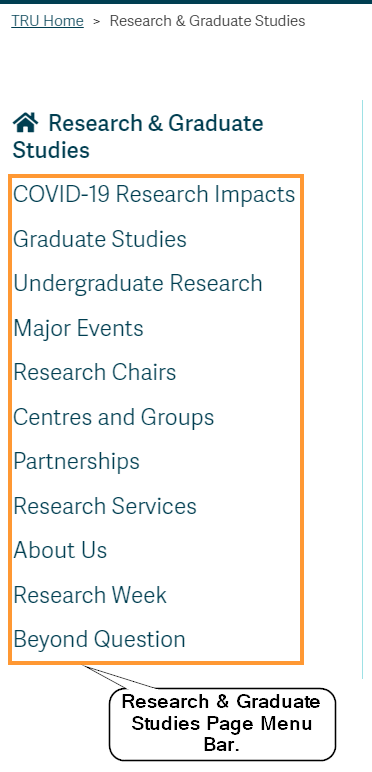 TRU Home > Research & Graduate Studies
Research & Graduate
Studies
COVID-19 Research Impacts
Graduate Studies
Undergraduate Research
Major Events
Research Chairs
Centres and Groups
Partnerships
Research Services
About Us
Research Week
Beyond Question
Research & Graduate
Studies Page Menu
Bar.